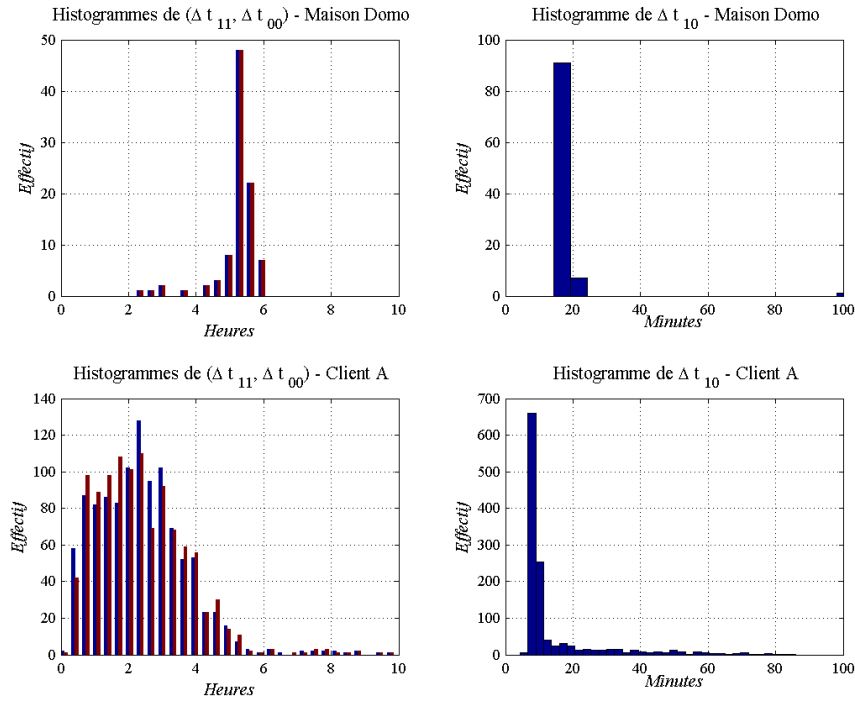 Histogrammes de (Δ t 11, Δ t 00) - Maison Domo
50
40
30
20
10
0
Effectif
0 2 4 6 8 10
Heures
Histogramme de Δ t 10 - Maison Domo
100
80
60
40
20
0
Effectif
0 20 40 60 80 100
Minutes
Histogrammes de (Δ t 11, Δ t 00) - Client A
140
120
100
80
60
40
20
0
Effectif
0 2 4 6 8 10
Heures
Histogramme de Δ t 10 - Client A
700
600
500
400
300
200
100
0
Effectif
0 20 40 60 80 100
Minutes